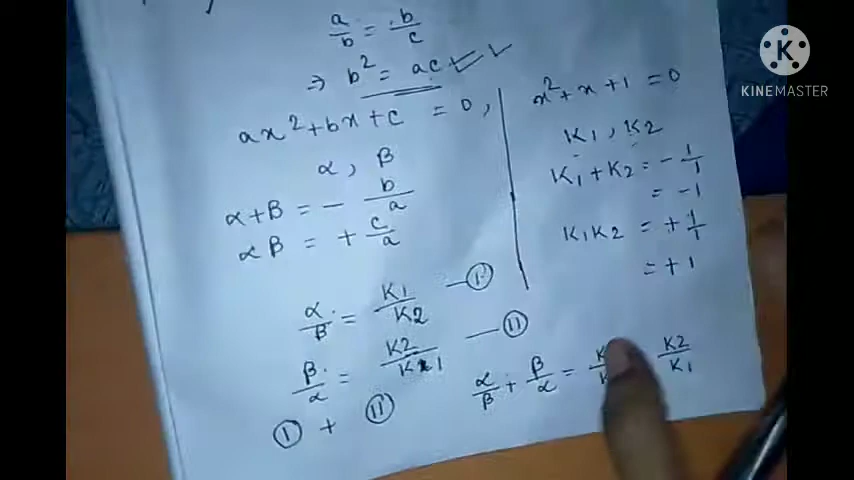 a/b = b/c
⇒ b² = ac ✓ ✓
ax² + bx + c = 0,
α, β
α+β = - b/a
αβ = + c/a
x² + x + 1 = 0
K1, K2
K1 + K2 = - 1/1
= -1
K1K2 = + 1/1
= +1
α/β = K1/K2 — I
β/α = K2/K1 — II
I + II
α/β + β/α = K2/K1
K
KINEMASTER